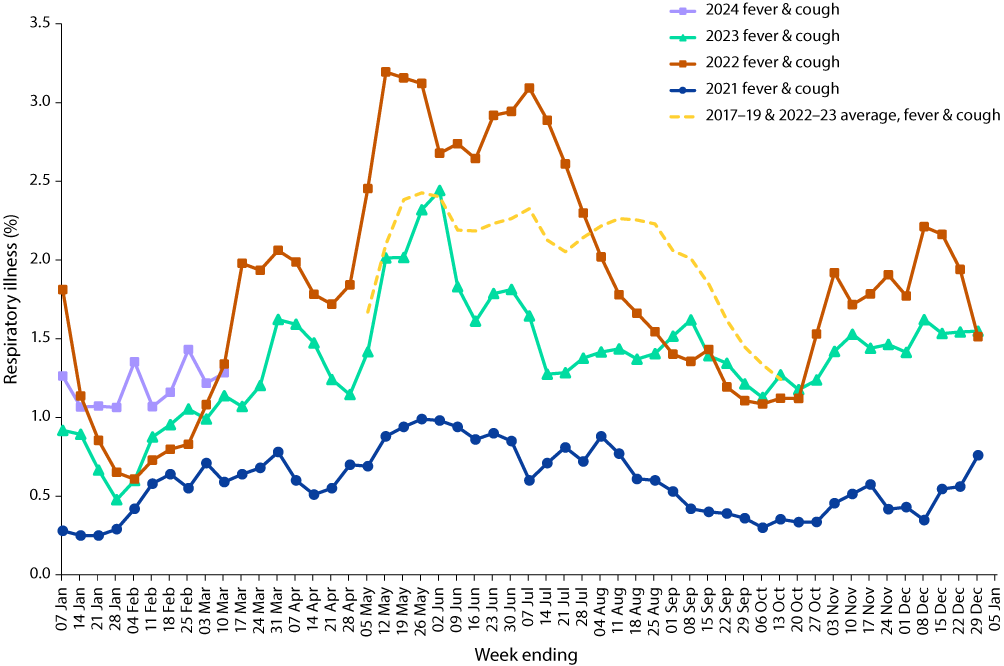 2024 fever & cough
2023 fever & cough
2022 fever & cough
2021 fever & cough
2017–19 & 2022–23 average, fever & cough
Respiratory illness (%)
3.5
3.0
2.5
2.0
1.5
1.0
0.5
0.0
07 Jan
14 Jan
21 Jan
28 Jan
04 Feb
11 Feb
18 Feb
25 Feb
03 Mar
10 Mar
17 Mar
24 Mar
31 Mar
07 Apr
14 Apr
21 Apr
28 Apr
05 May
12 May
19 May
26 May
02 Jun
09 Jun
16 Jun
23 Jun
30 Jun
07 Jul
14 Jul
21 Jul
28 Jul
04 Aug
11 Aug
18 Aug
25 Aug
01 Sep
08 Sep
15 Sep
22 Sep
29 Sep
06 Oct
13 Oct
20 Oct
27 Oct
03 Nov
10 Nov
17 Nov
24 Nov
01 Dec
08 Dec
15 Dec
22 Dec
29 Dec
05 Jan
Week ending